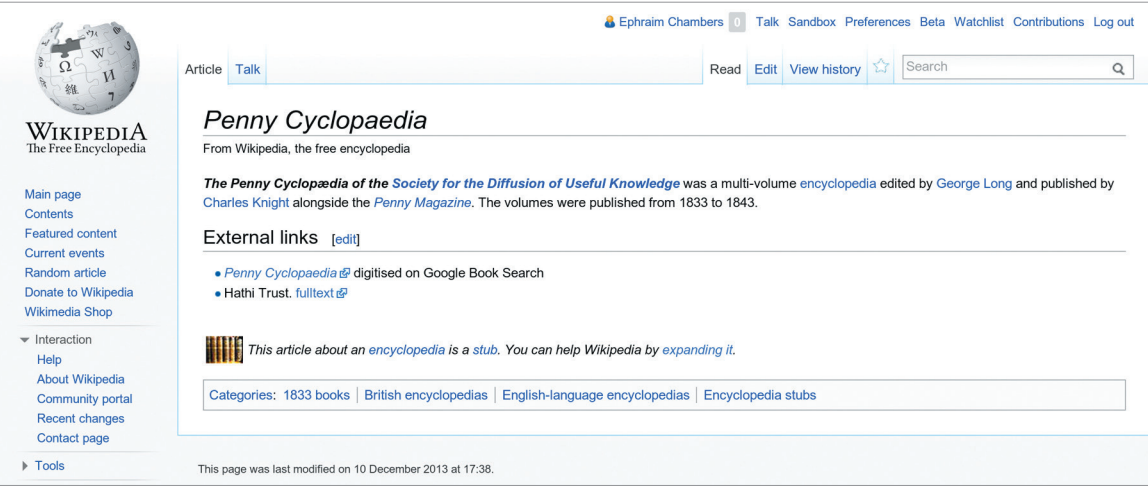 Ephraim Chambers 0 Talk Sandbox Preferences Beta Watchlist Contributions Log out
Article Talk Read Edit View history Search
WIKIPEDIA
The Free Encyclopedia
Main page
Contents
Featured content
Current events
Random article
Donate to Wikipedia
Wikimedia Shop
Interaction
Help
About Wikipedia
Community portal
Recent changes
Contact page
Tools
Penny Cyclopaedia
From Wikipedia, the free encyclopedia
The Penny Cyclopædia of the Society for the Diffusion of Useful Knowledge was a multi-volume encyclopedia edited by George Long and published by
Charles Knight alongside the Penny Magazine. The volumes were published from 1833 to 1843.
External links [edit]
• Penny Cyclopaedia digitised on Google Book Search
• Hathi Trust. fulltext
This article about an encyclopedia is a stub. You can help Wikipedia by expanding it.
Categories: 1833 books | British encyclopedias | English-language encyclopedias | Encyclopedia stubs
This page was last modified on 10 December 2013 at 17:38.